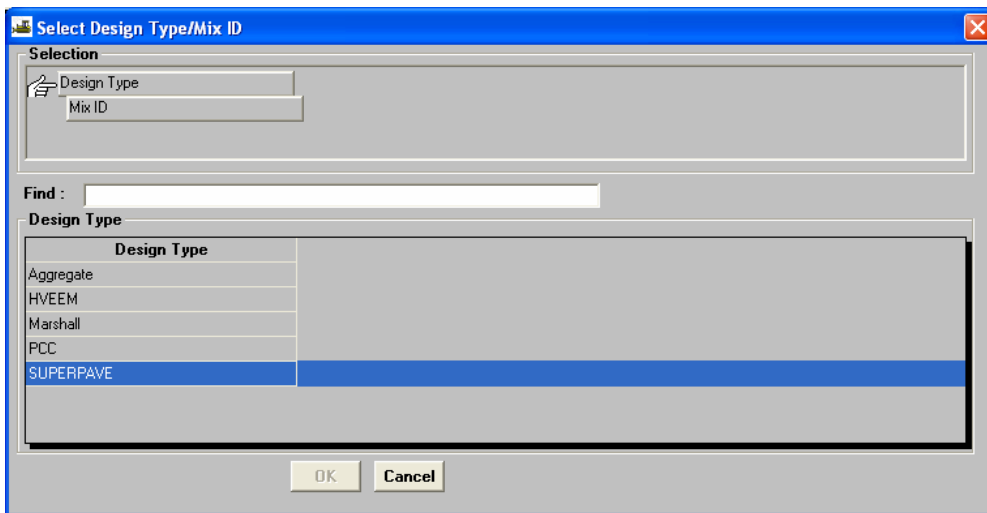 Select Design Type/Mix ID
Selection
Design Type
Mix ID
Find :
Design Type
Design Type
Aggregate
HVEEM
Marshall
PCC
SUPERPAVE
OK Cancel